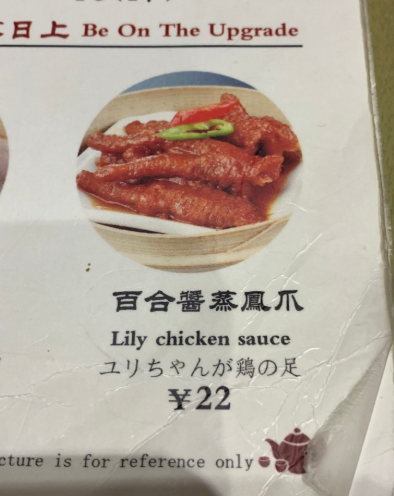 日上 Be On The Upgrade
百合醬蒸鳳爪
Lily chicken sauce
ユリちゃんが鶏の足
¥22
cture is for reference only